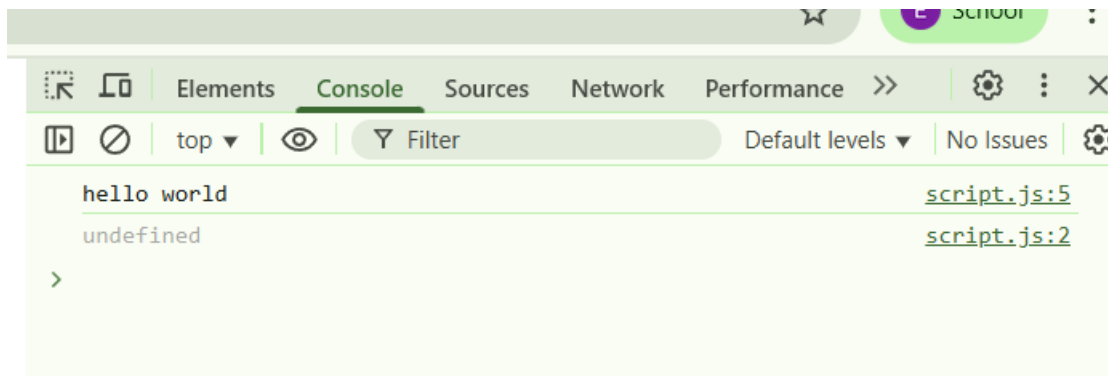 E School
Elements Console Sources Network Performance
top Filter Default levels No Issues
hello world script.js:5
undefined script.js:2